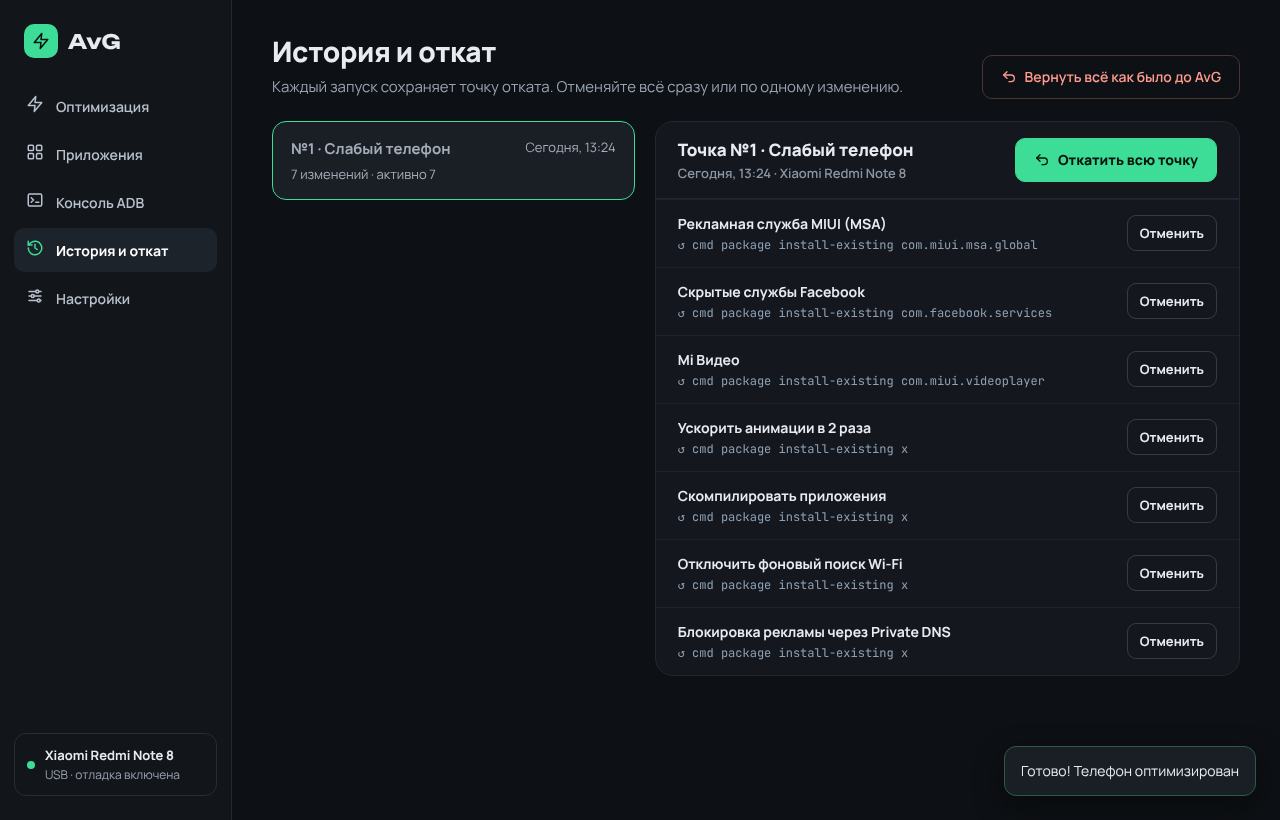 AvG
Оптимизация
Приложения
Консоль ADB
История и откат
Настройки
Xiaomi Redmi Note 8
USB · отладка включена
История и откат
Каждый запуск сохраняет точку отката. Отменяйте всё сразу или по одному изменению.
Вернуть всё как было до AvG
№1 · Слабый телефон
Сегодня, 13:24
7 изменений · активно 7
Точка №1 · Слабый телефон
Сегодня, 13:24 · Xiaomi Redmi Note 8
Откатить всю точку
Рекламная служба MIUI (MSA)
↺ cmd package install-existing com.miui.msa.global
Отменить
Скрытые службы Facebook
↺ cmd package install-existing com.facebook.services
Отменить
Mi Видео
↺ cmd package install-existing com.miui.videoplayer
Отменить
Ускорить анимации в 2 раза
↺ cmd package install-existing x
Отменить
Скомпилировать приложения
↺ cmd package install-existing x
Отменить
Отключить фоновый поиск Wi-Fi
↺ cmd package install-existing x
Отменить
Блокировка рекламы через Private DNS
↺ cmd package install-existing x
Отменить
Готово! Телефон оптимизирован